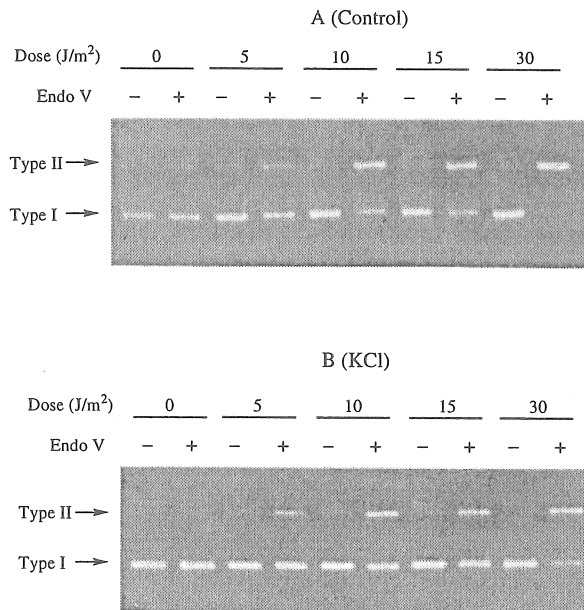 A (Control)
Dose (J/m²) 0 5 10 15 30
Endo V − + − + − + − + − +
Type II
Type I
B (KCl)
Dose (J/m²) 0 5 10 15 30
Endo V − + − + − + − + − +
Type II
Type I